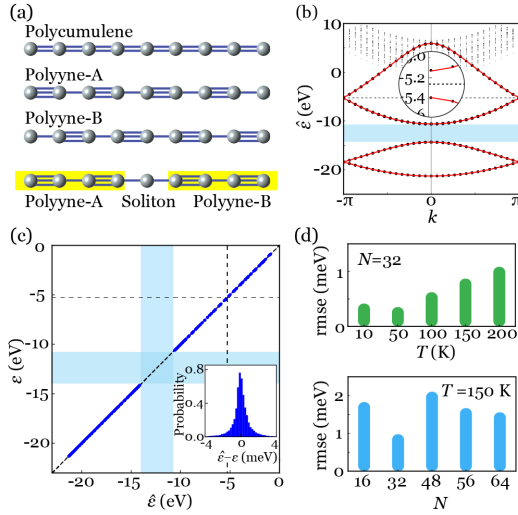 (a)
Polycumulene
Polyyne-A
Polyyne-B
Polyyne-A Soliton Polyyne-B
(b)
10
0
-10
-20
ε̂ (eV)
5.0
5.2
5.4
-π 0 π
k
(c)
0
-5
-10
-15
-20
ε (eV)
-20 -15 -10 -5 0
ε̂ (eV)
Probability
0.8
0.4
0.0
-4 0 4
ε̂-ε (meV)
(d)
N=32
rmse (meV)
1
0
10 50 100 150 200
T (K)
T=150 K
rmse (meV)
2
1
0
16 32 48 56 64
N